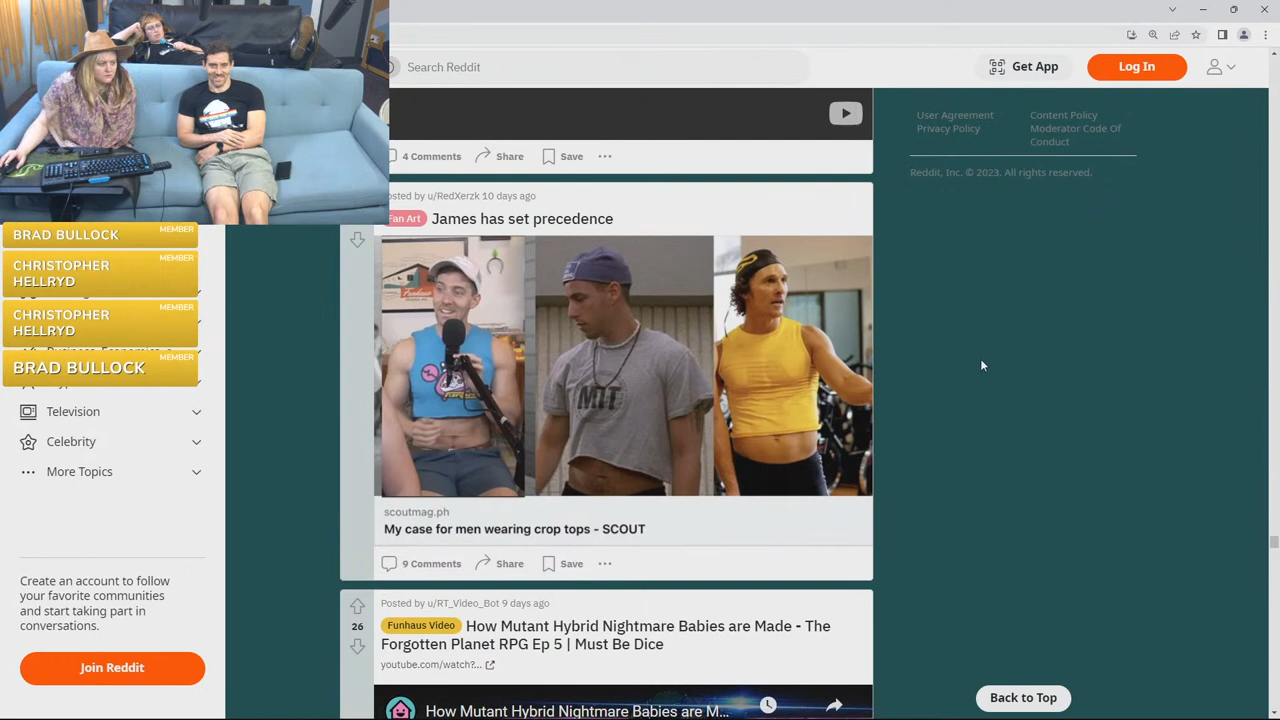 Search Reddit
Get App
Log In
User Agreement
Privacy Policy
Content Policy
Moderator Code Of
Conduct
Reddit, Inc. © 2023. All rights reserved.
4 Comments
Share
Save
BRAD BULLOCK
MEMBER
CHRISTOPHER
HELLRYD
MEMBER
CHRISTOPHER
HELLRYD
MEMBER
BRAD BULLOCK
MEMBER
Television
Celebrity
More Topics
Create an account to follow
your favorite communities
and start taking part in
conversations.
Join Reddit
osted by u/RedXerzk 10 days ago
Fan Art James has set precedence
MIT
scoutmag.ph
My case for men wearing crop tops - SCOUT
9 Comments
Share
Save
Posted by u/RT_Video_Bot 9 days ago
26
Funhaus Video How Mutant Hybrid Nightmare Babies are Made - The
Forgotten Planet RPG Ep 5 | Must Be Dice
youtube.com/watch?...
How Mutant Hybrid Nightmare Babies are M...
Back to Top